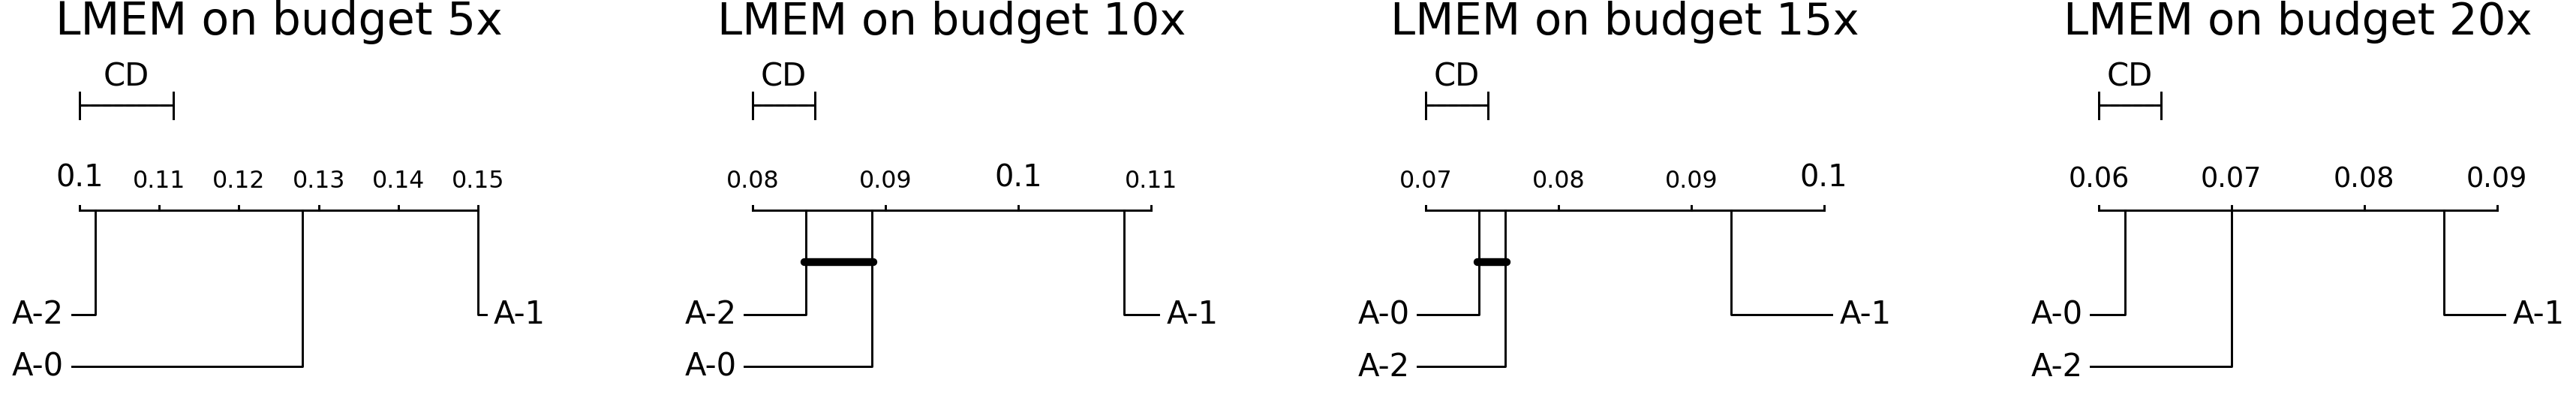 LMEM on budget 5x
CD
0.1 0.11 0.12 0.13 0.14 0.15
A-2 A-1
A-0
LMEM on budget 10x
CD
0.08 0.09 0.1 0.11
A-2 A-1
A-0
LMEM on budget 15x
CD
0.07 0.08 0.09 0.1
A-0 A-1
A-2
LMEM on budget 20x
CD
0.06 0.07 0.08 0.09
A-0 A-1
A-2